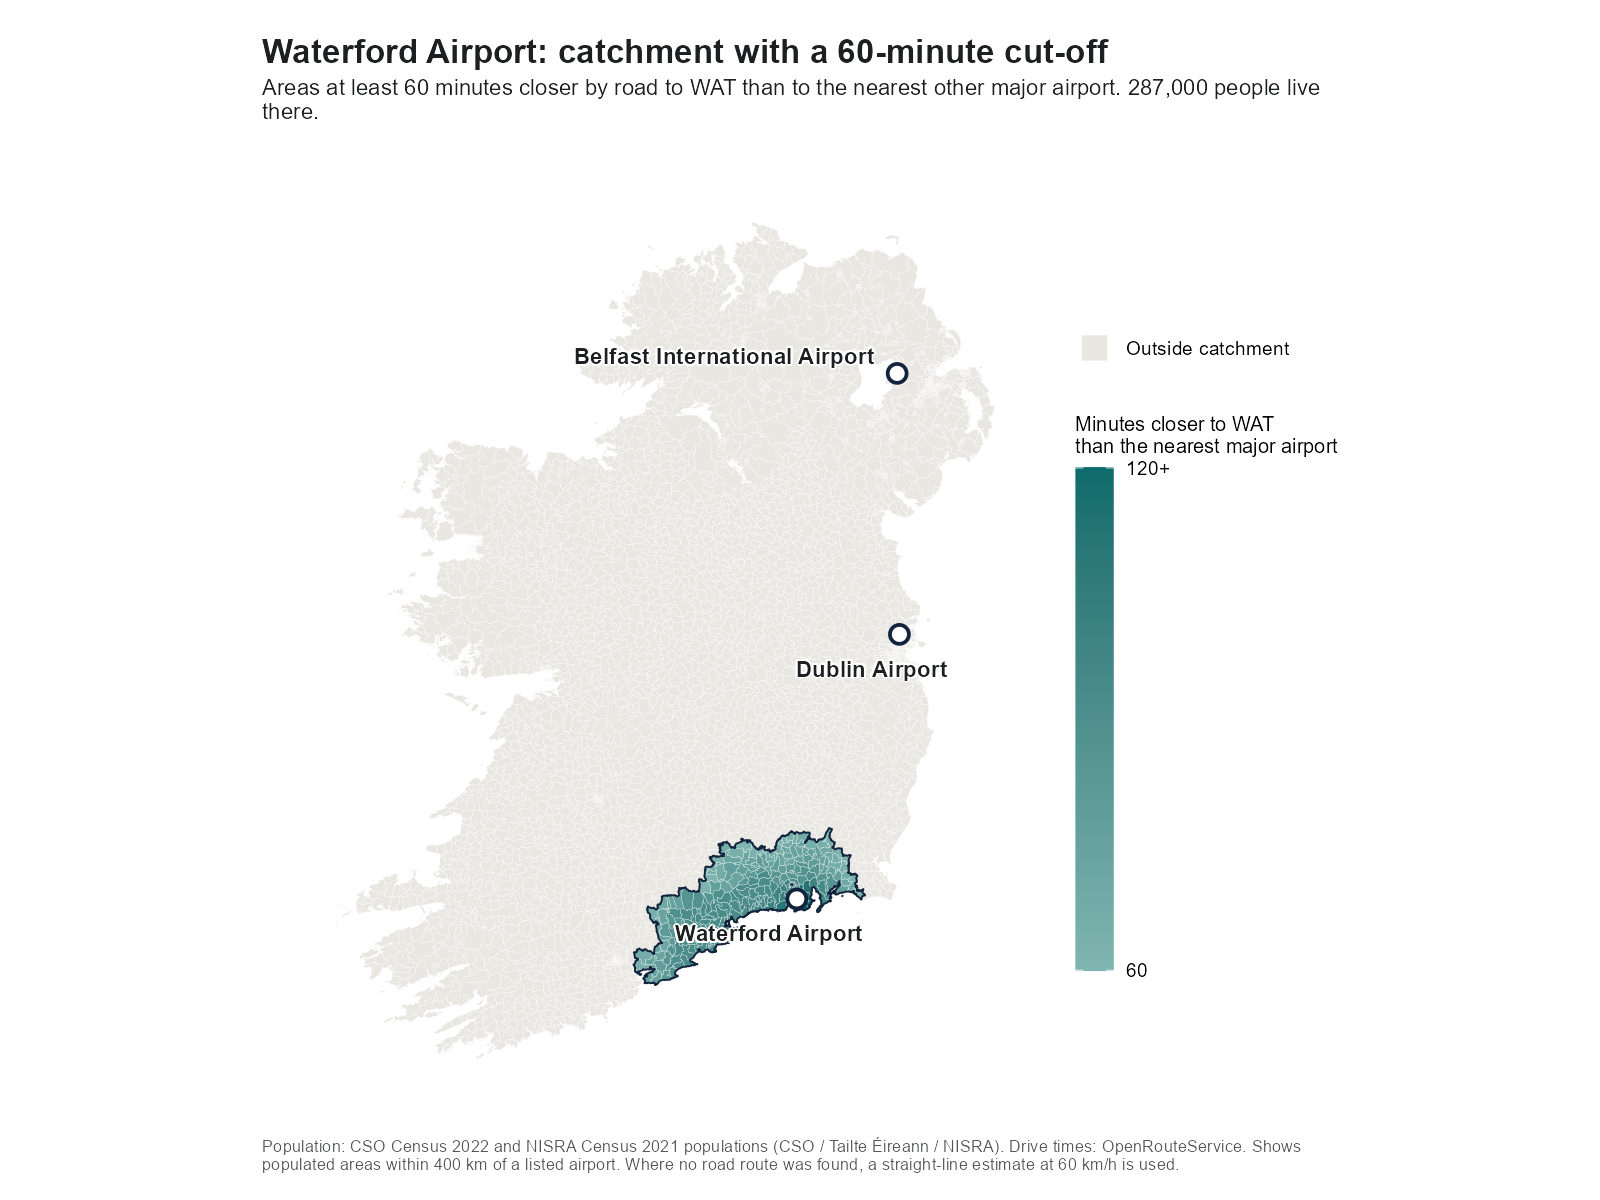 Waterford Airport: catchment with a 60-minute cut-off
Areas at least 60 minutes closer by road to WAT than to the nearest other major airport. 287,000 people live
there.
Belfast International Airport
Outside catchment
Minutes closer to WAT
than the nearest major airport
120+
Dublin Airport
Waterford Airport
60
Population: CSO Census 2022 and NISRA Census 2021 populations (CSO / Tailte Éireann / NISRA). Drive times: OpenRouteService. Shows
populated areas within 400 km of a listed airport. Where no road route was found, a straight-line estimate at 60 km/h is used.